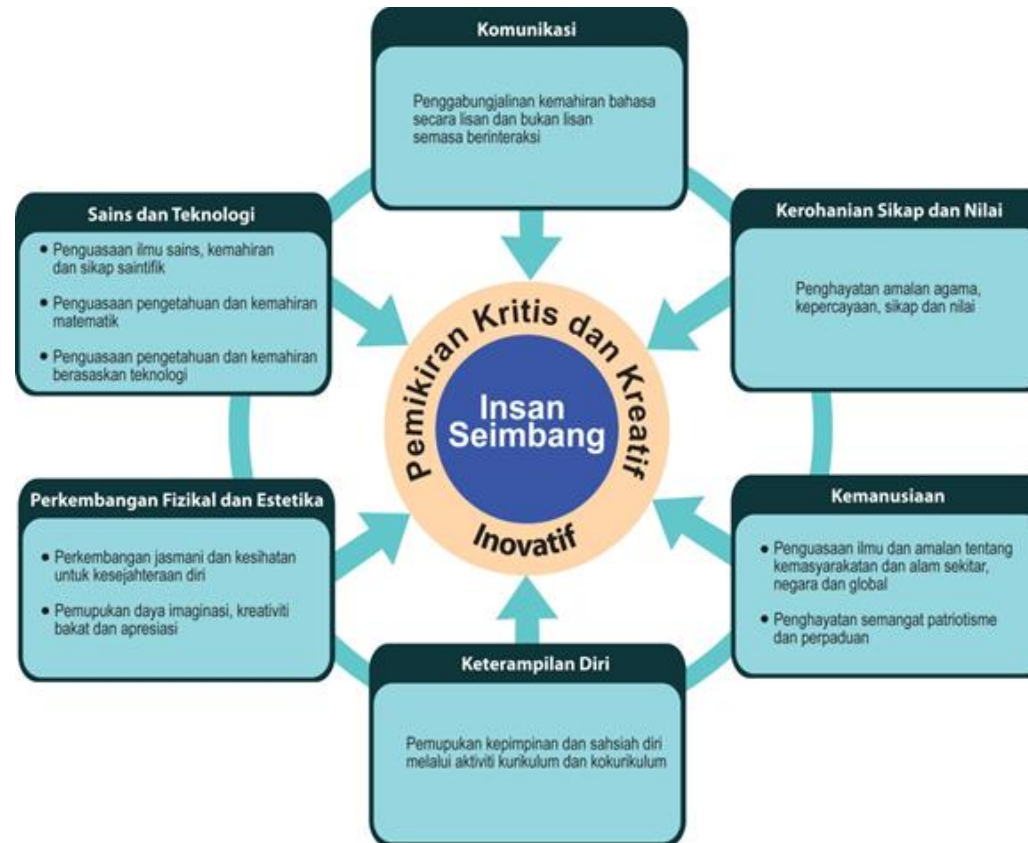 Komunikasi
Penggabungjalinan kemahiran bahasa
secara lisan dan bukan lisan
semasa berinteraksi
Sains dan Teknologi
• Penguasaan ilmu sains, kemahiran
dan sikap saintifik
• Penguasaan pengetahuan dan kemahiran
matematik
• Penguasaan pengetahuan dan kemahiran
berasaskan teknologi
Kerohanian Sikap dan Nilai
Penghayatan amalan agama,
kepercayaan, sikap dan nilai
Pemikiran Kritis dan Kreatif
Insan
Seimbang
Inovatif
Perkembangan Fizikal dan Estetika
• Perkembangan jasmani dan kesihatan
untuk kesejahteraan diri
• Pemupukan daya imaginasi, kreativiti
bakat dan apresiasi
Kemanusiaan
• Penguasaan ilmu dan amalan tentang
kemasyarakatan dan alam sekitar,
negara dan global
• Penghayatan semangat patriotisme
dan perpaduan
Keterampilan Diri
Pemupukan kepimpinan dan sahsiah diri
melalui aktiviti kurikulum dan kokurikulum